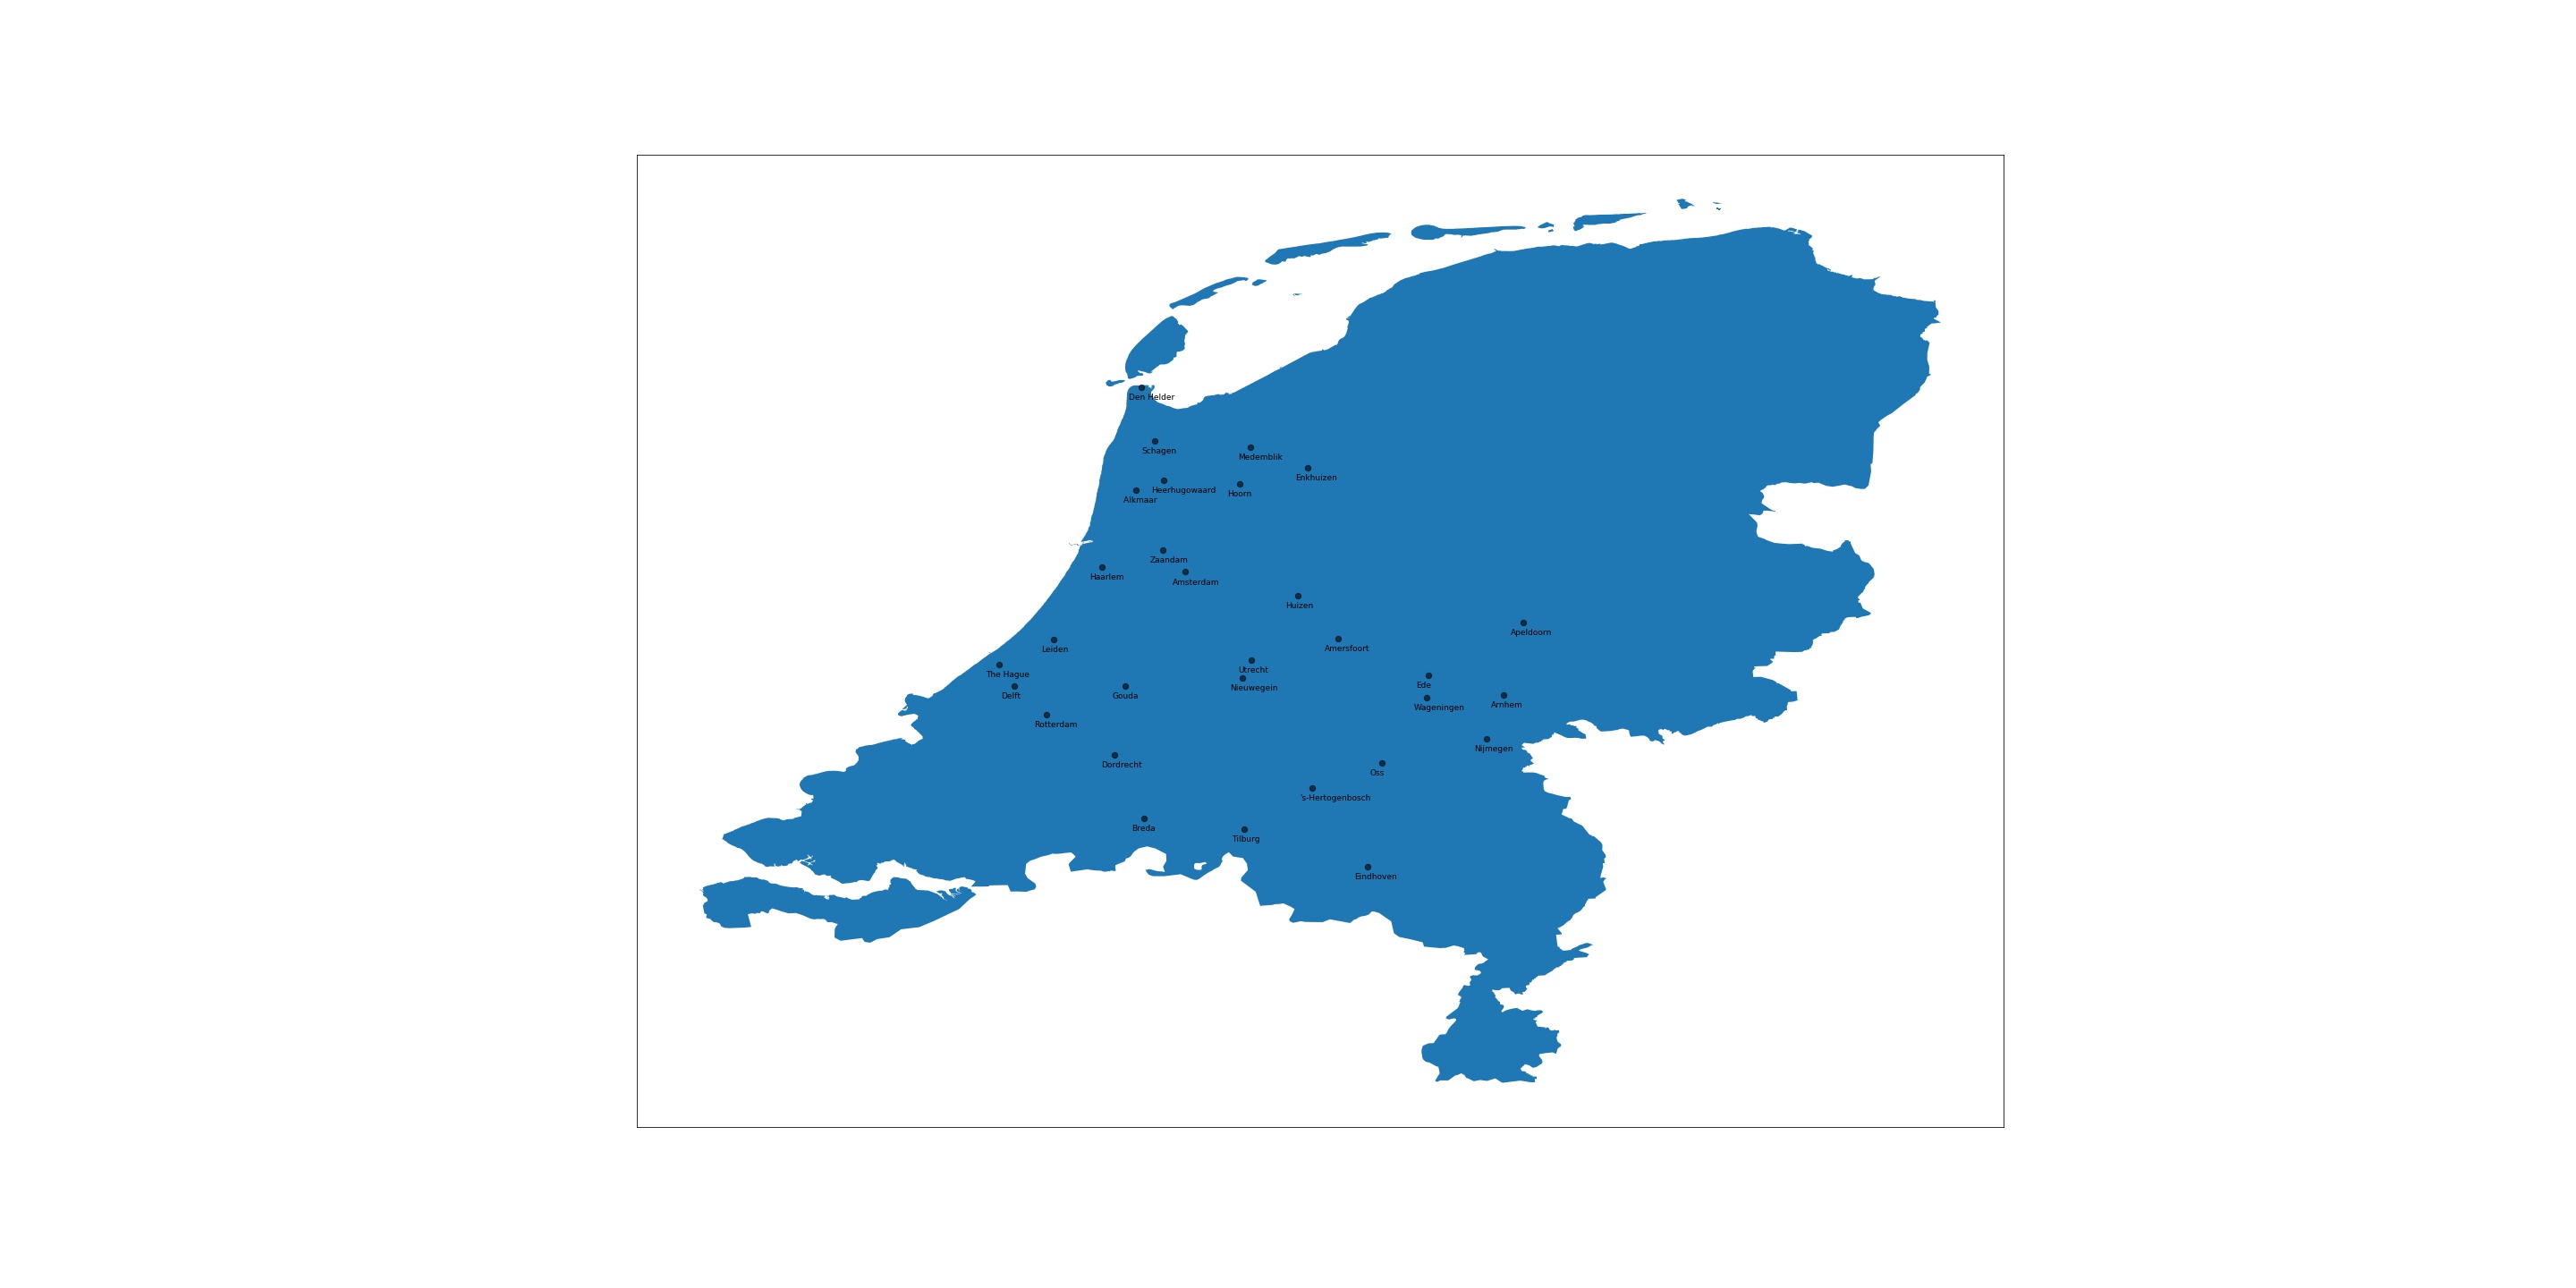 Den Helder
Schagen
Medemblik
Enkhuizen
Heerhugowaard
Hoorn
Alkmaar
Zaandam
Haarlem
Amsterdam
Huizen
Apeldoorn
Leiden
Amersfoort
Utrecht
The Hague
Ede
Nieuwegein
Delft
Gouda
Arnhem
Wageningen
Rotterdam
Nijmegen
Dordrecht
Oss
's-Hertogenbosch
Breda
Tilburg
Eindhoven